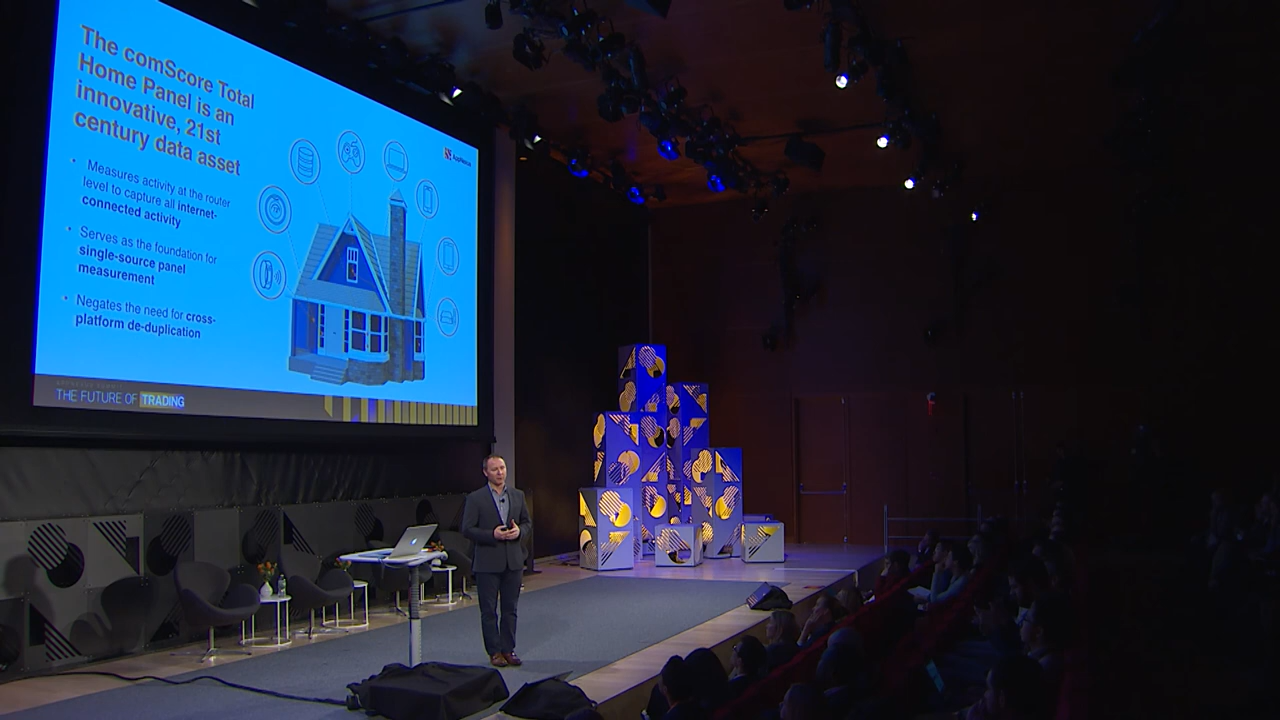 The comScore Total
Home Panel is an
innovative, 21st
century data asset
• Measures activity at the router
level to capture all internet-
connected activity
• Serves as the foundation for
single-source panel
measurement
• Negates the need for cross-
platform de-duplication
AppNexus
THE FUTURE OF TRADING